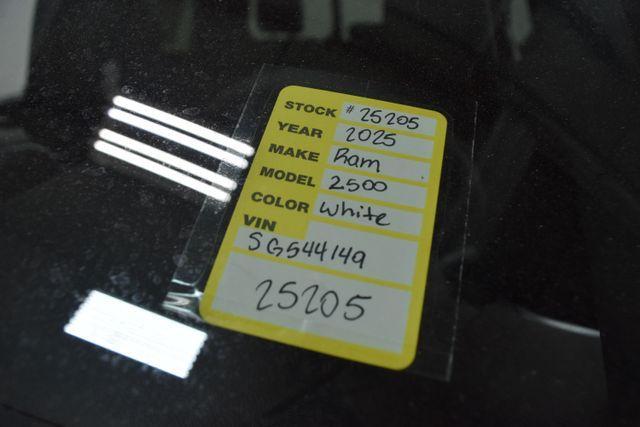 STOCK # 25205
YEAR 2025
MAKE Ram
MODEL 2500
COLOR White
VIN
SG544149
25205